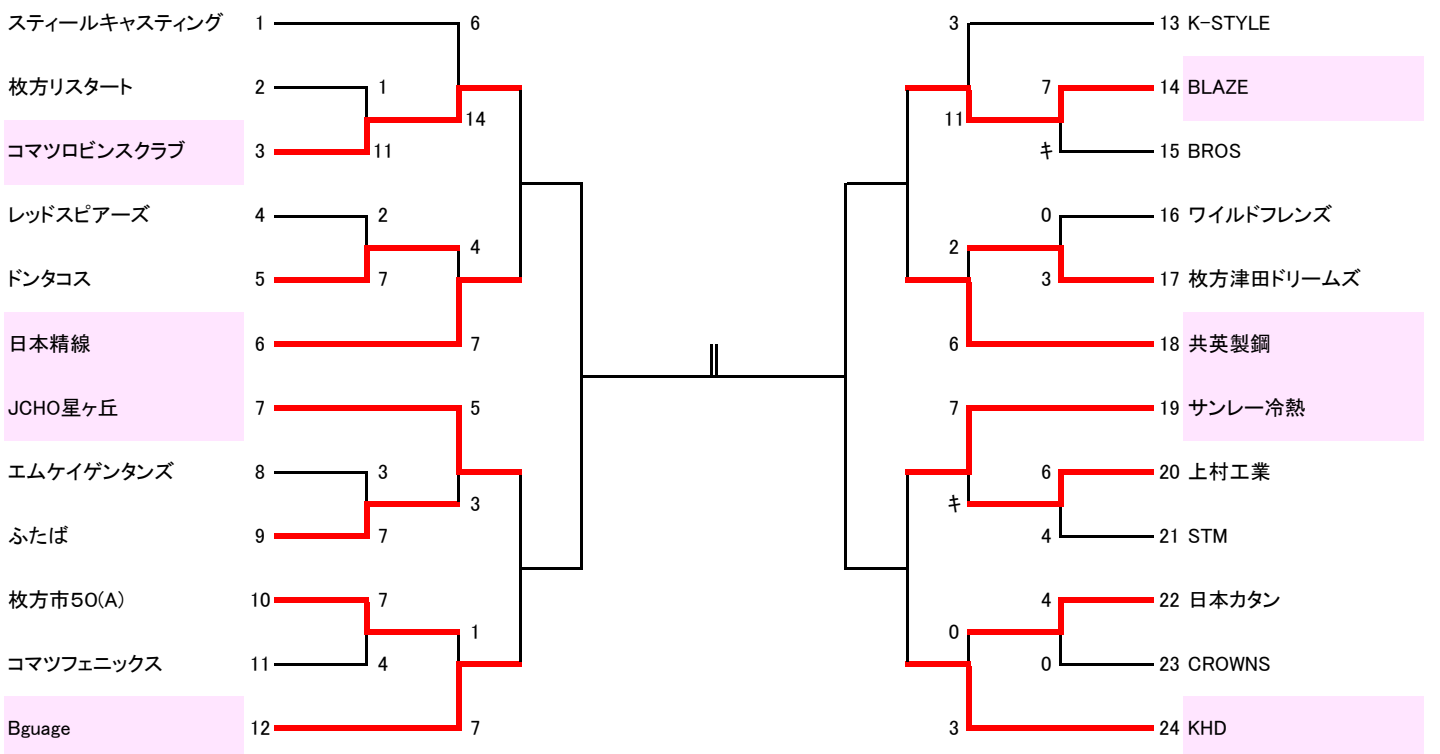 スティールキャスティング 1 6 3 13 K-STYLE
枚方リスタート 2 1 7 14 BLAZE
14 11
コマツロビンスクラブ 3 11 キ 15 BROS
レッドスピアーズ 4 2 0 16 ワイルドフレンズ
4 2
ドンタコス 5 7 3 17 枚方津田ドリームズ
日本精線 6 7 6 18 共英製鋼
JCHO星ヶ丘 7 5 7 19 サンレー冷熱
エムケイゲンタンズ 8 3 6 20 上村工業
3 キ
ふたば 9 7 4 21 STM
枚方市50(A) 10 7 4 22 日本カタン
1 0
コマツフェニックス 11 4 0 23 CROWNS
Bguage 12 7 3 24 KHD